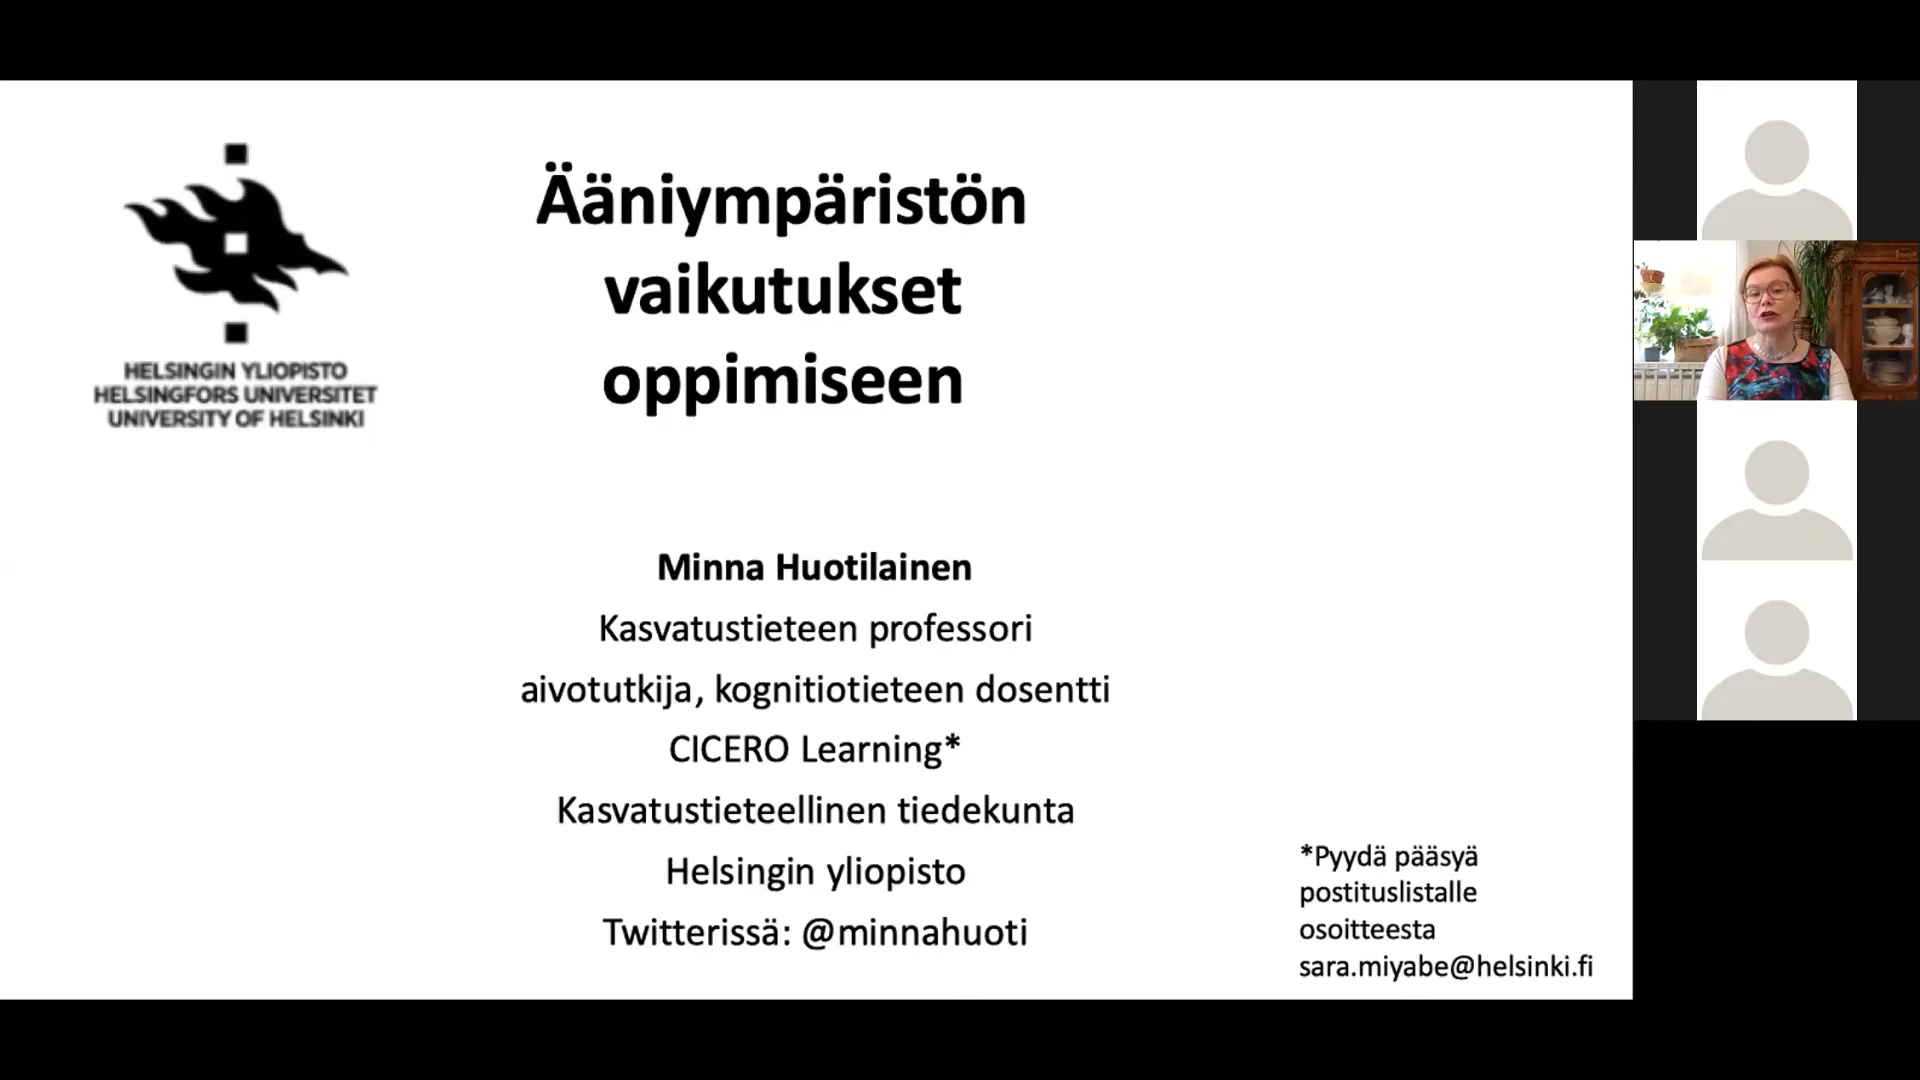 HELSINGIN YLIOPISTO
HELSINGFORS UNIVERSITET
UNIVERSITY OF HELSINKI
Ääniympäristön
vaikutukset
oppimiseen
Minna Huotilainen
Kasvatustieteen professori
aivotutkija, kognitiotieteen dosentti
CICERO Learning*
Kasvatustieteellinen tiedekunta
Helsingin yliopisto
Twitterissä: @minnahuoti
*Pyydä pääsyä
postituslistalle
osoitteesta
sara.miyabe@helsinki.fi